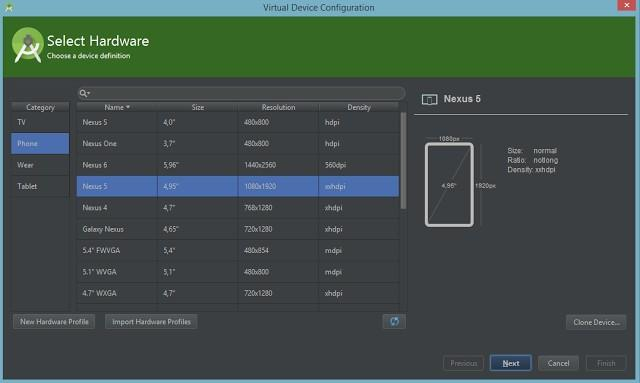 Virtual Device Configuration
Select Hardware
Choose a device definition
Category
Name Size Resolution Density
TV
Phone
Wear
Tablet
Nexus S 4,0" 480x800 hdpi
Nexus One 3,7" 480x800 hdpi
Nexus 6 5,96" 1440x2560 560dpi
Nexus 5 4,95" 1080x1920 xxhdpi
Nexus 4 4,7" 768x1280 xhdpi
Galaxy Nexus 4,65" 720x1280 xhdpi
5.4" FWVGA 5,4" 480x854 mdpi
5.1" WVGA 5,1" 480x800 mdpi
4.7" WXGA 4,7" 720x1280 xhdpi
New Hardware Profile Import Hardware Profiles
Nexus 5
1080px
4,95"
1920px
Size: normal
Ratio: notlong
Density: xxhdpi
Clone Device...
Previous Next Cancel Finish